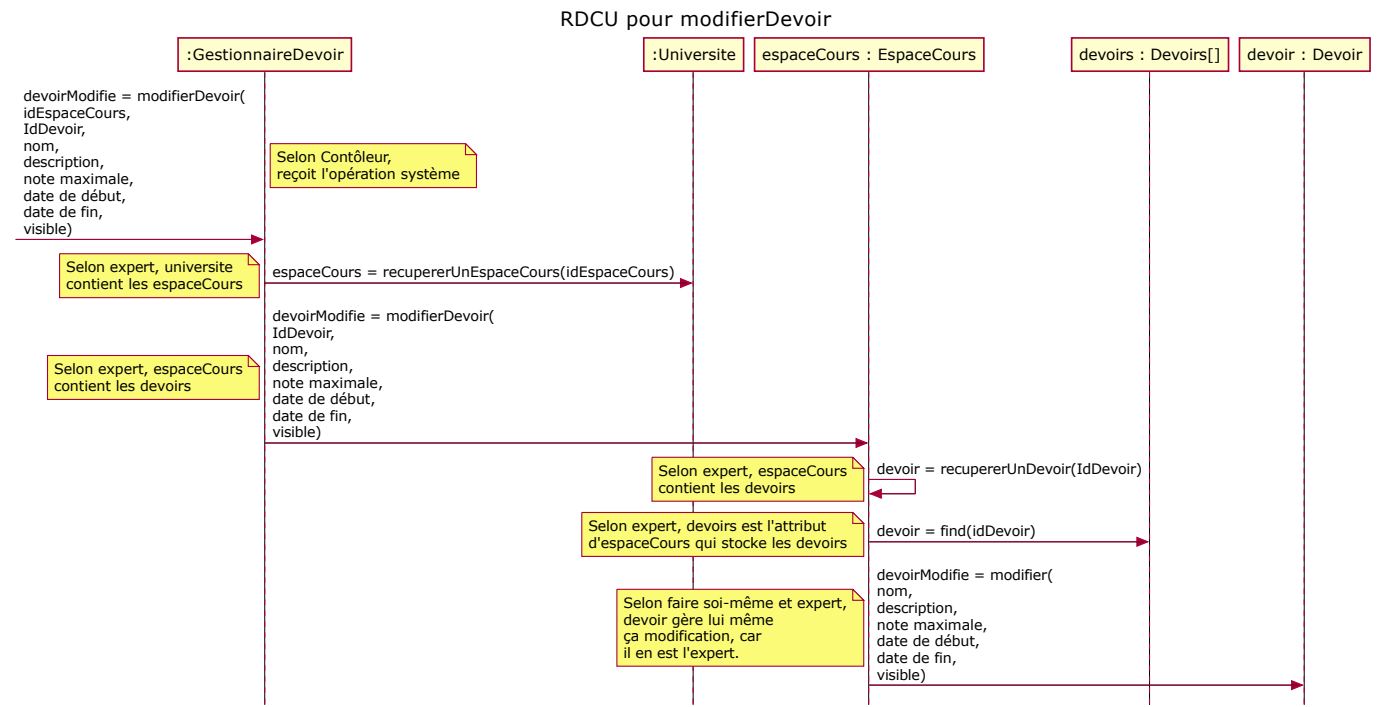 RDCU pour modifierDevoir
:GestionnaireDevoir
:Universite
espaceCours : EspaceCours
devoirs : Devoirs[]
devoir : Devoir
devoirModifie = modifierDevoir(
idEspaceCours,
IdDevoir,
nom,
description,
note maximale,
date de début,
date de fin,
visible)
Selon Contôleur,
reçoit l'opération système
Selon expert, universite
contient les espaceCours
espaceCours = recupererUnEspaceCours(idEspaceCours)
devoirModifie = modifierDevoir(
IdDevoir,
nom,
description,
note maximale,
date de début,
date de fin,
visible)
Selon expert, espaceCours
contient les devoirs
Selon expert, espaceCours
contient les devoirs
devoir = recupererUnDevoir(IdDevoir)
Selon expert, devoirs est l'attribut
d'espaceCours qui stocke les devoirs
devoir = find(idDevoir)
devoirModifie = modifier(
nom,
description,
note maximale,
date de début,
date de fin,
visible)
Selon faire soi-même et expert,
devoir gère lui même
ça modification, car
il en est l'expert.